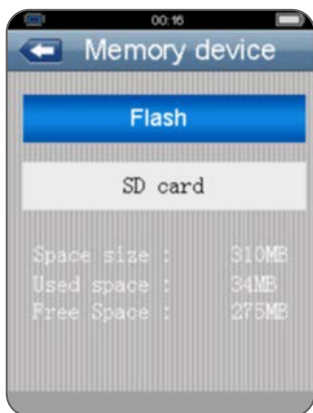 00:16
Memory device
Flash
SD card
Space size : 310MB
Used space : 34MB
Free Space : 275MB